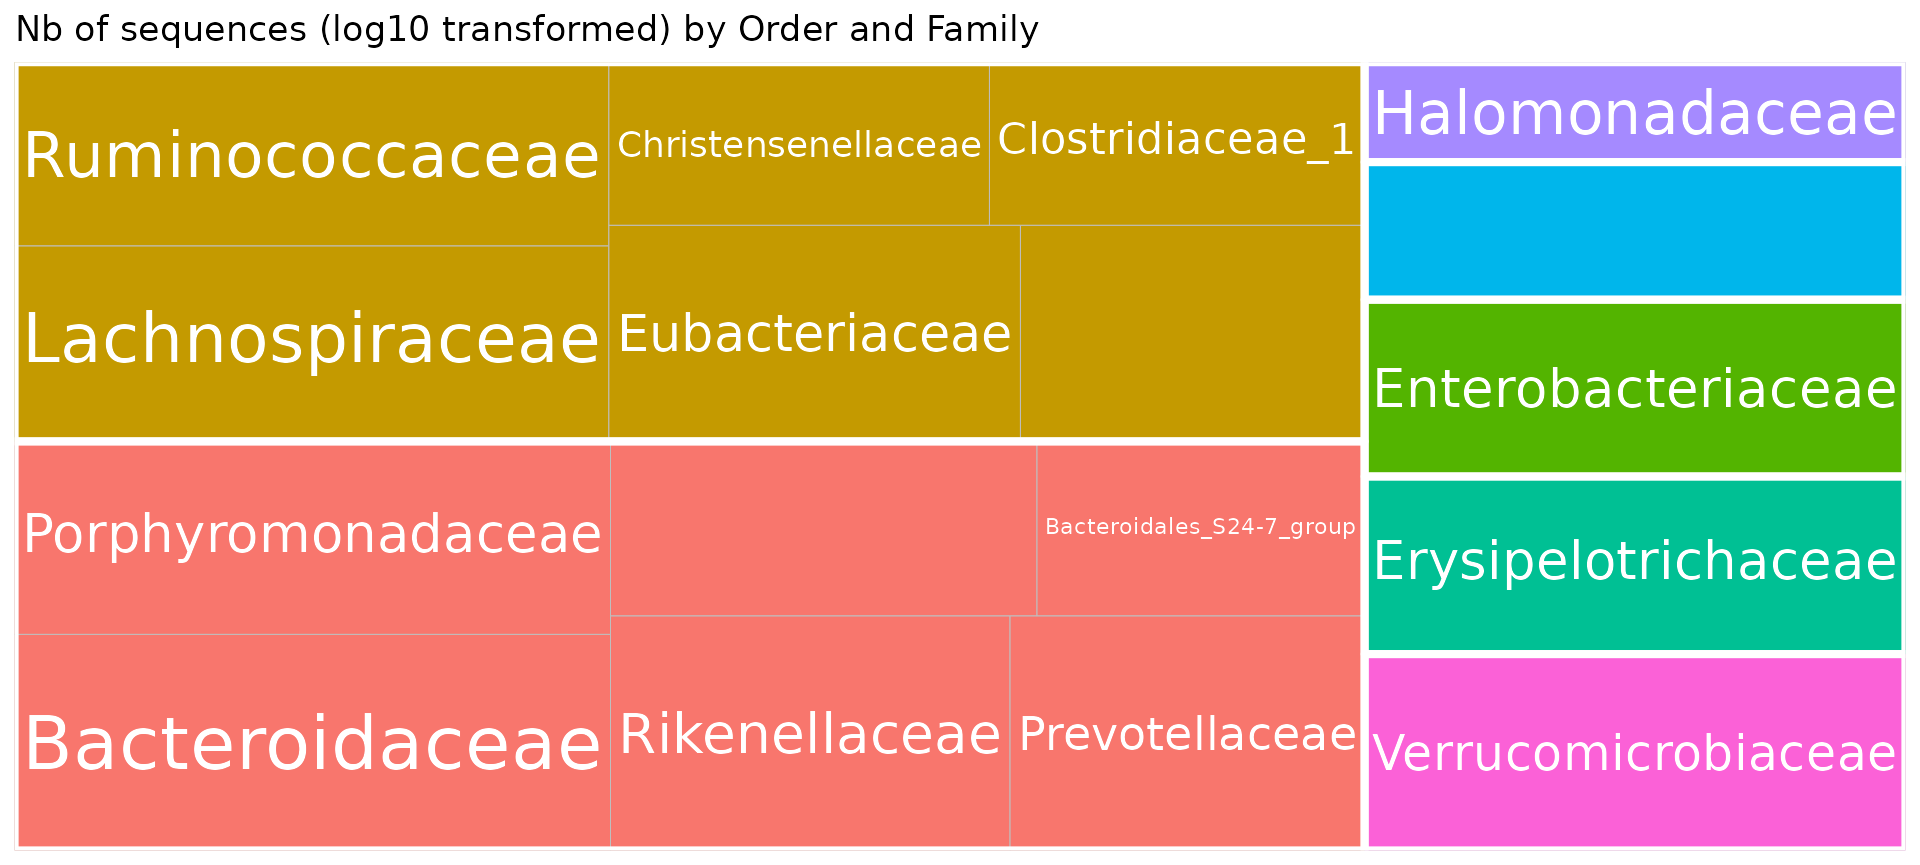 Nb of sequences (log10 transformed) by Order and Family
Ruminococcaceae
Christensenellaceae
Clostridiaceae_1
Lachnospiraceae
Eubacteriaceae
Porphyromonadaceae
Bacteroidales_S24-7_group
Bacteroidaceae
Rikenellaceae
Prevotellaceae
Halomonadaceae
Enterobacteriaceae
Erysipelotrichaceae
Verrucomicrobiaceae